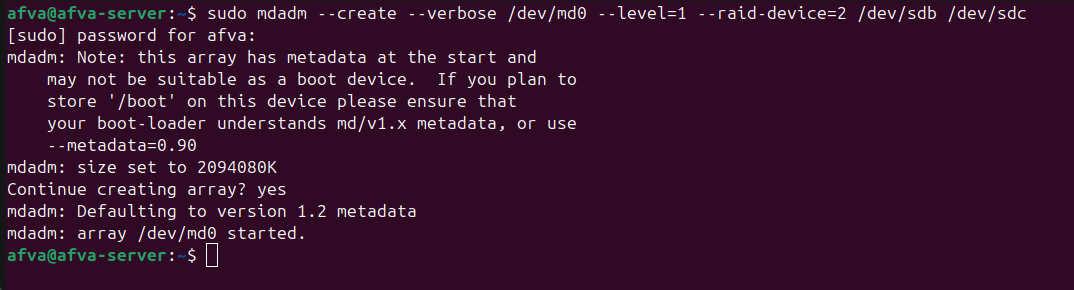 afva@afva-server:~$ sudo mdadm --create --verbose /dev/md0 --level=1 --raid-device=2 /dev/sdb /dev/sdc
[sudo] password for afva:
mdadm: Note: this array has metadata at the start and
    may not be suitable as a boot device.  If you plan to
    store '/boot' on this device please ensure that
    your boot-loader understands md/v1.x metadata, or use
    --metadata=0.90
mdadm: size set to 2094080K
Continue creating array? yes
mdadm: Defaulting to version 1.2 metadata
mdadm: array /dev/md0 started.
afva@afva-server:~$